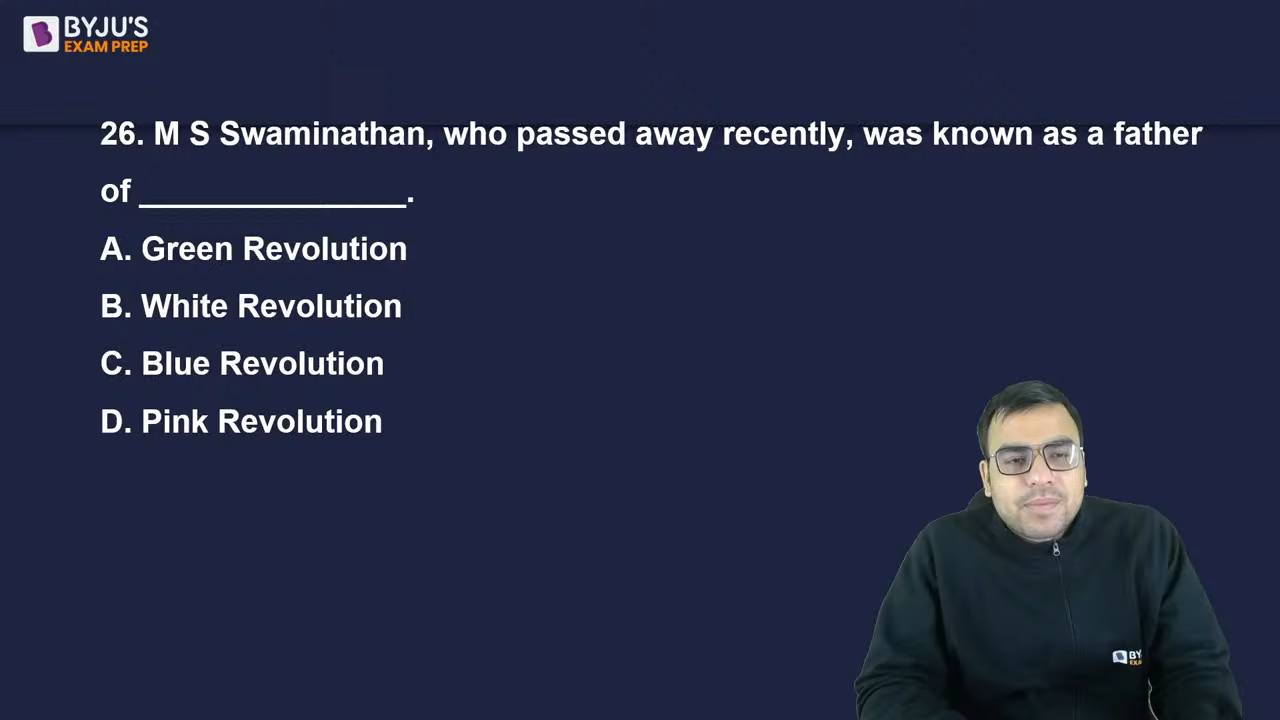 BYJU'S
EXAM PREP
26. M S Swaminathan, who passed away recently, was known as a father
of ________________.
A. Green Revolution
B. White Revolution
C. Blue Revolution
D. Pink Revolution